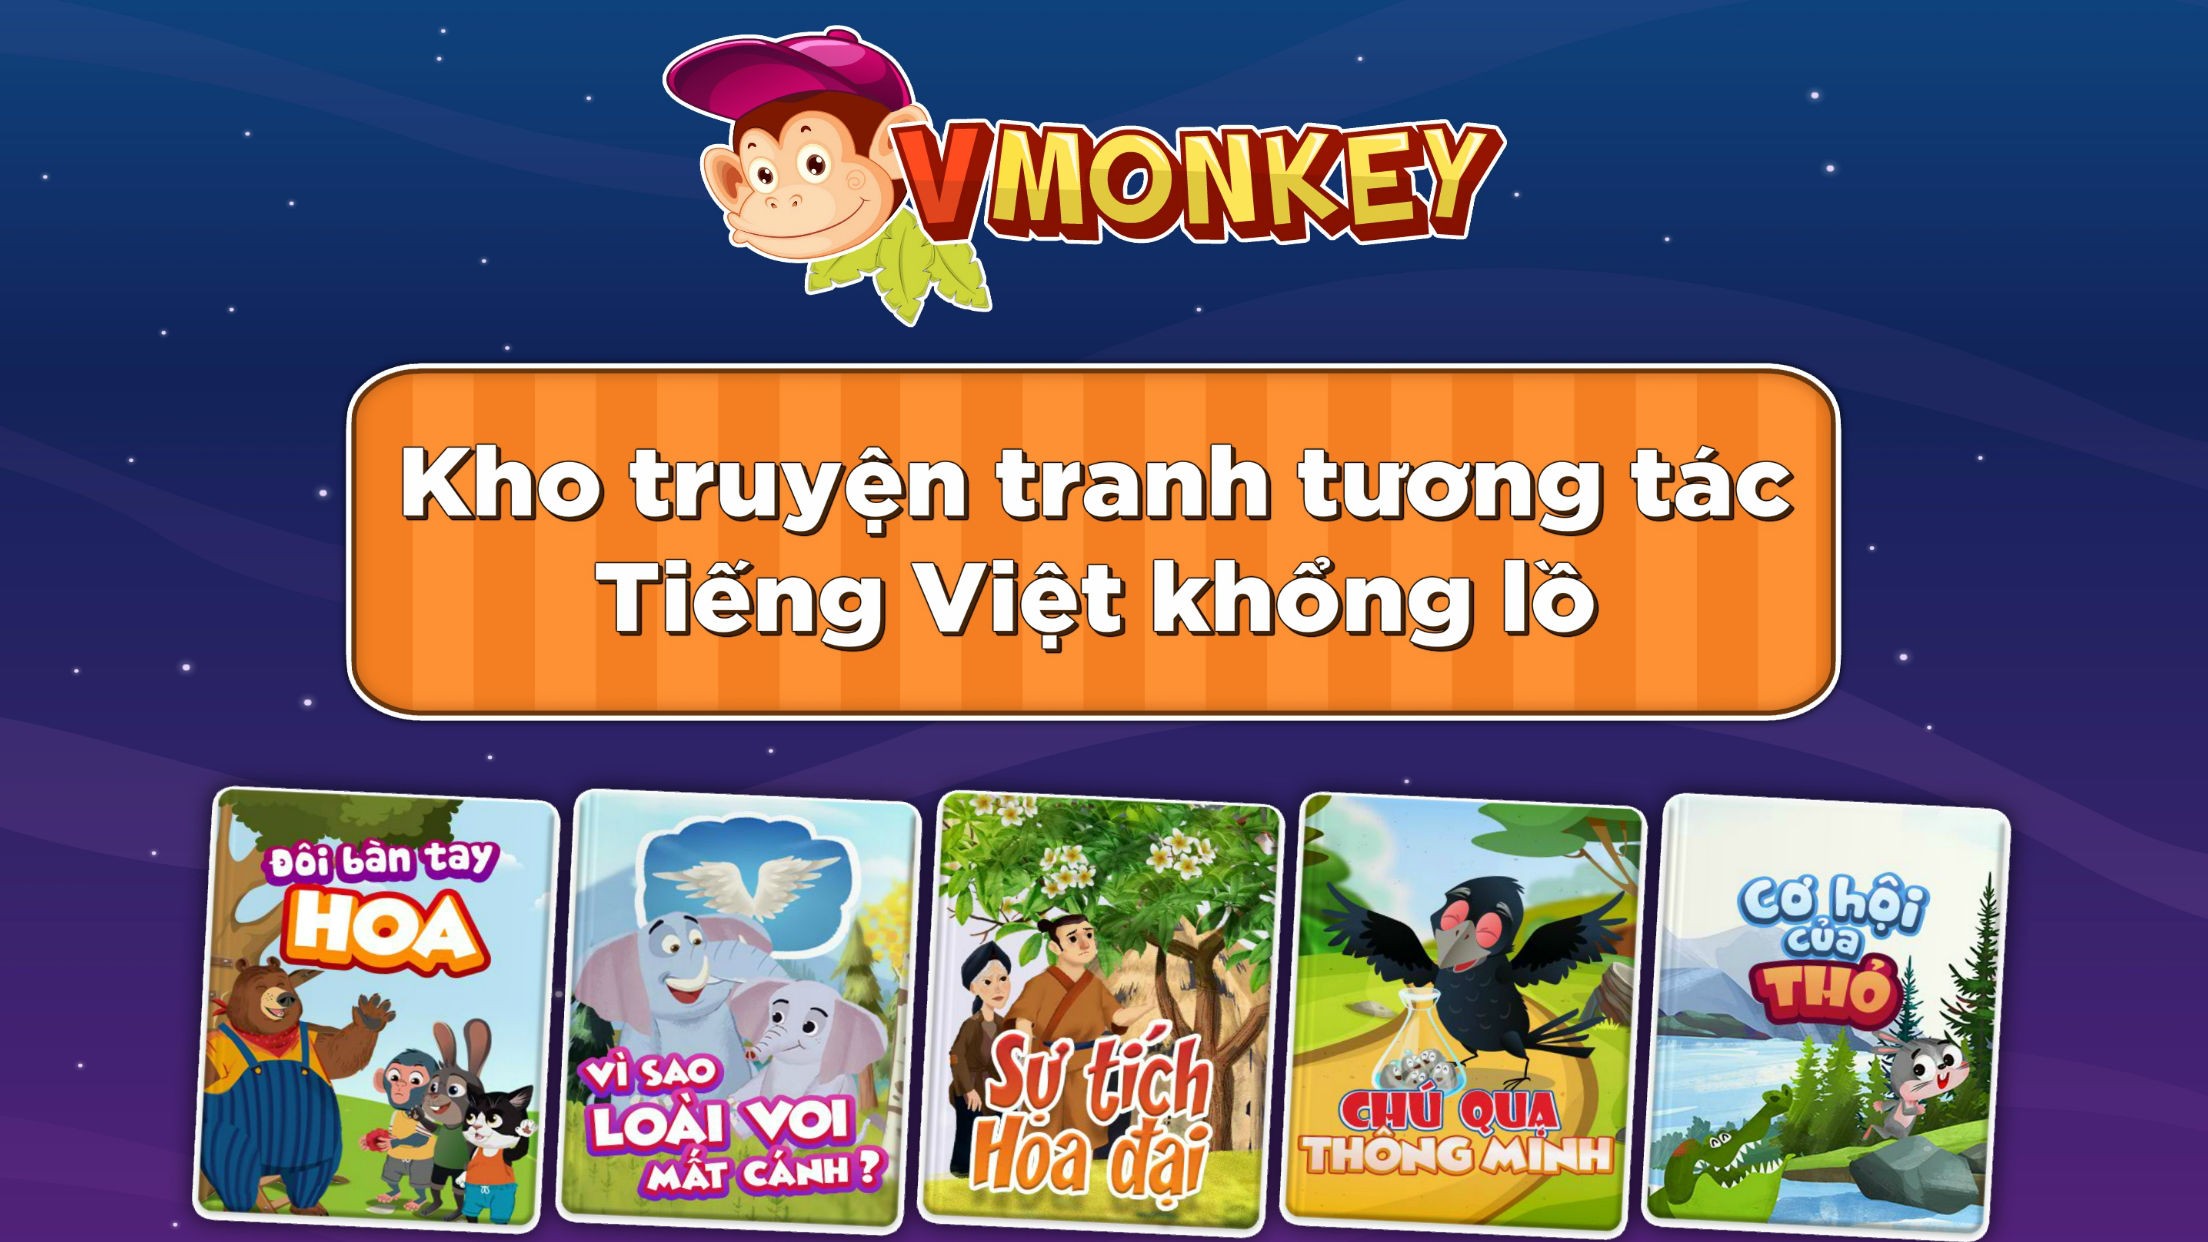 VMONKEY
Kho truyện tranh tương tác
Tiếng Việt khổng lồ
Đôi bàn tay
HOA
VÌ SAO
LOÀI VOI
MẤT CÁNH?
Sự tích
Hoa đại
CHÚ QUẠ
THÔNG MINH
Cơ hội
của
THỎ